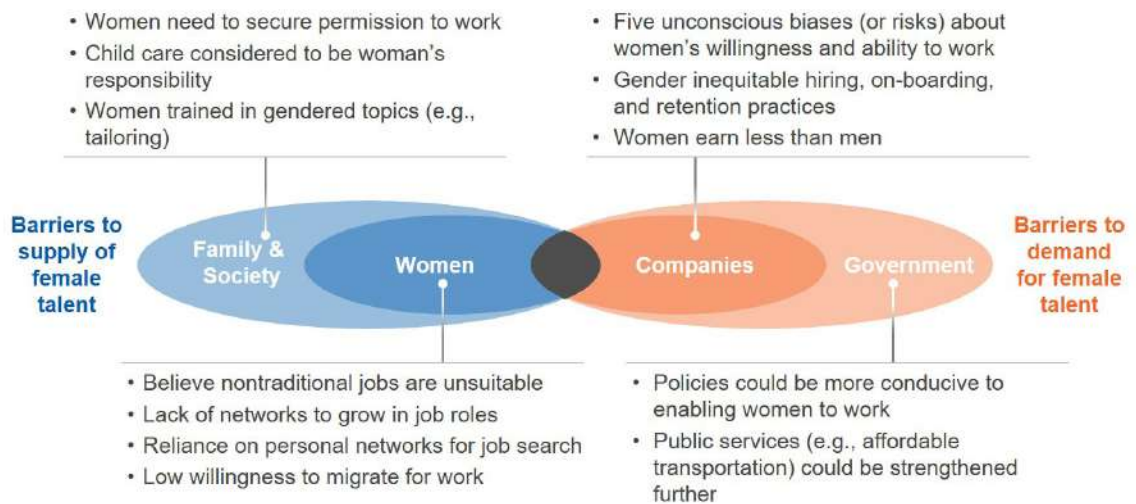 • Women need to secure permission to work
• Child care considered to be woman's
responsibility
• Women trained in gendered topics (e.g.,
tailoring)
• Five unconscious biases (or risks) about
women's willingness and ability to work
• Gender inequitable hiring, on-boarding,
and retention practices
• Women earn less than men
Barriers to
supply of
female
talent
Family &
Society
Women
Companies
Government
Barriers to
demand
for female
talent
• Believe nontraditional jobs are unsuitable
• Lack of networks to grow in job roles
• Reliance on personal networks for job search
• Low willingness to migrate for work
• Policies could be more conducive to
enabling women to work
• Public services (e.g., affordable
transportation) could be strengthened
further